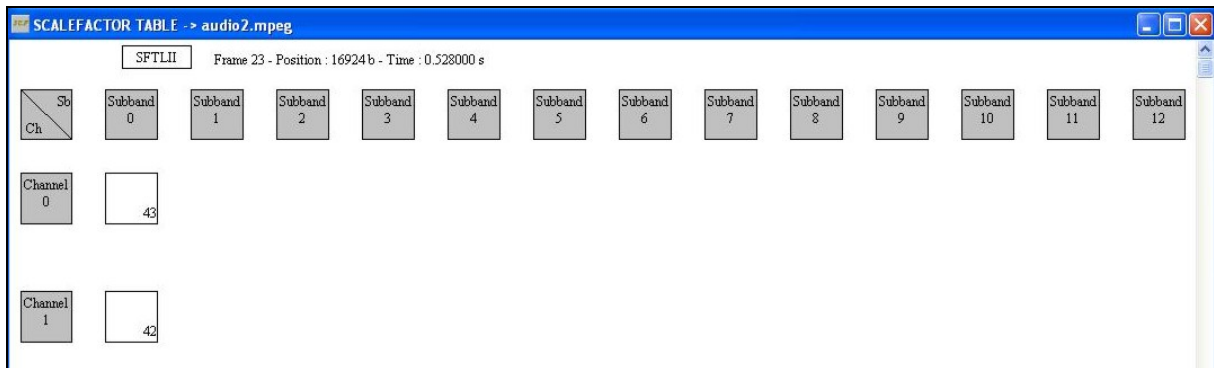 SCALEFACTOR TABLE -> audio2.mpeg
SFTLII Frame 23 - Position : 16924 b - Time : 0.528000 s
Sb
Ch
Subband 0
Subband 1
Subband 2
Subband 3
Subband 4
Subband 5
Subband 6
Subband 7
Subband 8
Subband 9
Subband 10
Subband 11
Subband 12
Channel 0
43
Channel 1
42